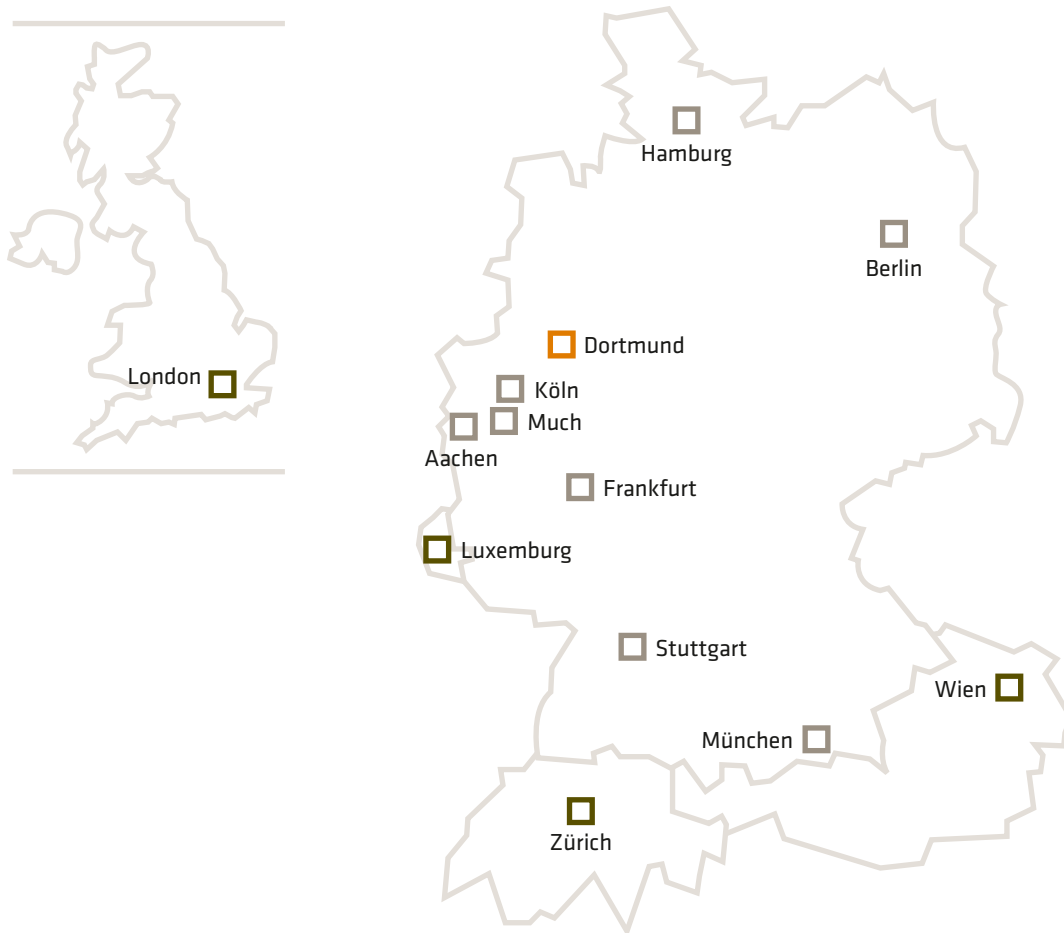 Hamburg
Berlin
Dortmund
London
Köln
Much
Aachen
Frankfurt
Luxemburg
Stuttgart
Wien
München
Zürich